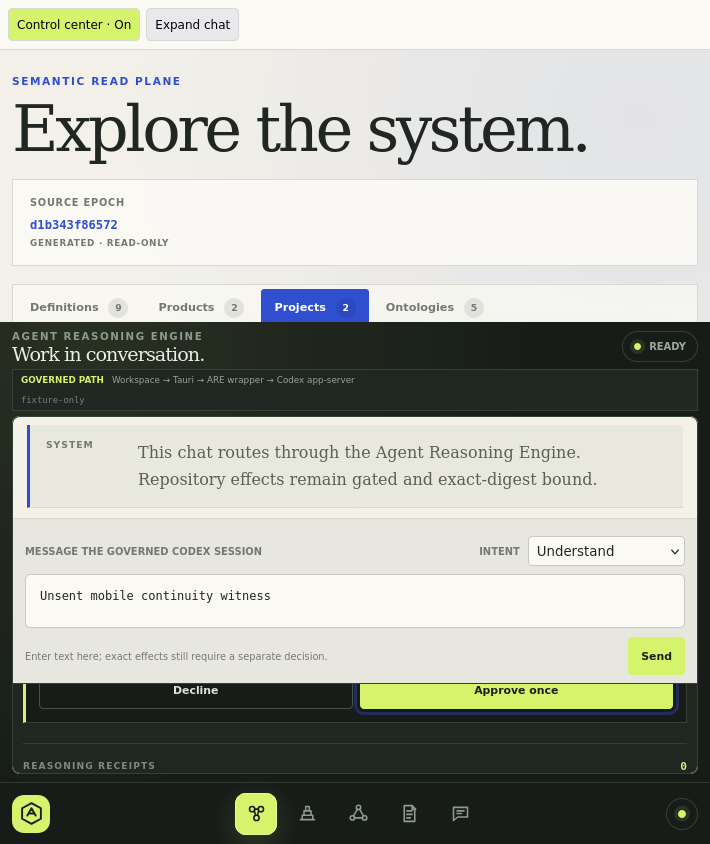 Control center · On
Expand chat
SEMANTIC READ PLANE
Explore the system.
SOURCE EPOCH
d1b343f86572
GENERATED · READ-ONLY
Definitions 9 Products 2 Projects 2 Ontologies 5
AGENT REASONING ENGINE
Work in conversation.
READY
GOVERNED PATH Workspace → Tauri → ARE wrapper → Codex app-server
fixture-only
SYSTEM
This chat routes through the Agent Reasoning Engine.
Repository effects remain gated and exact-digest bound.
MESSAGE THE GOVERNED CODEX SESSION
INTENT Understand
Unsent mobile continuity witness
Enter text here; exact effects still require a separate decision.
Send
Decline
Approve once
REASONING RECEIPTS 0